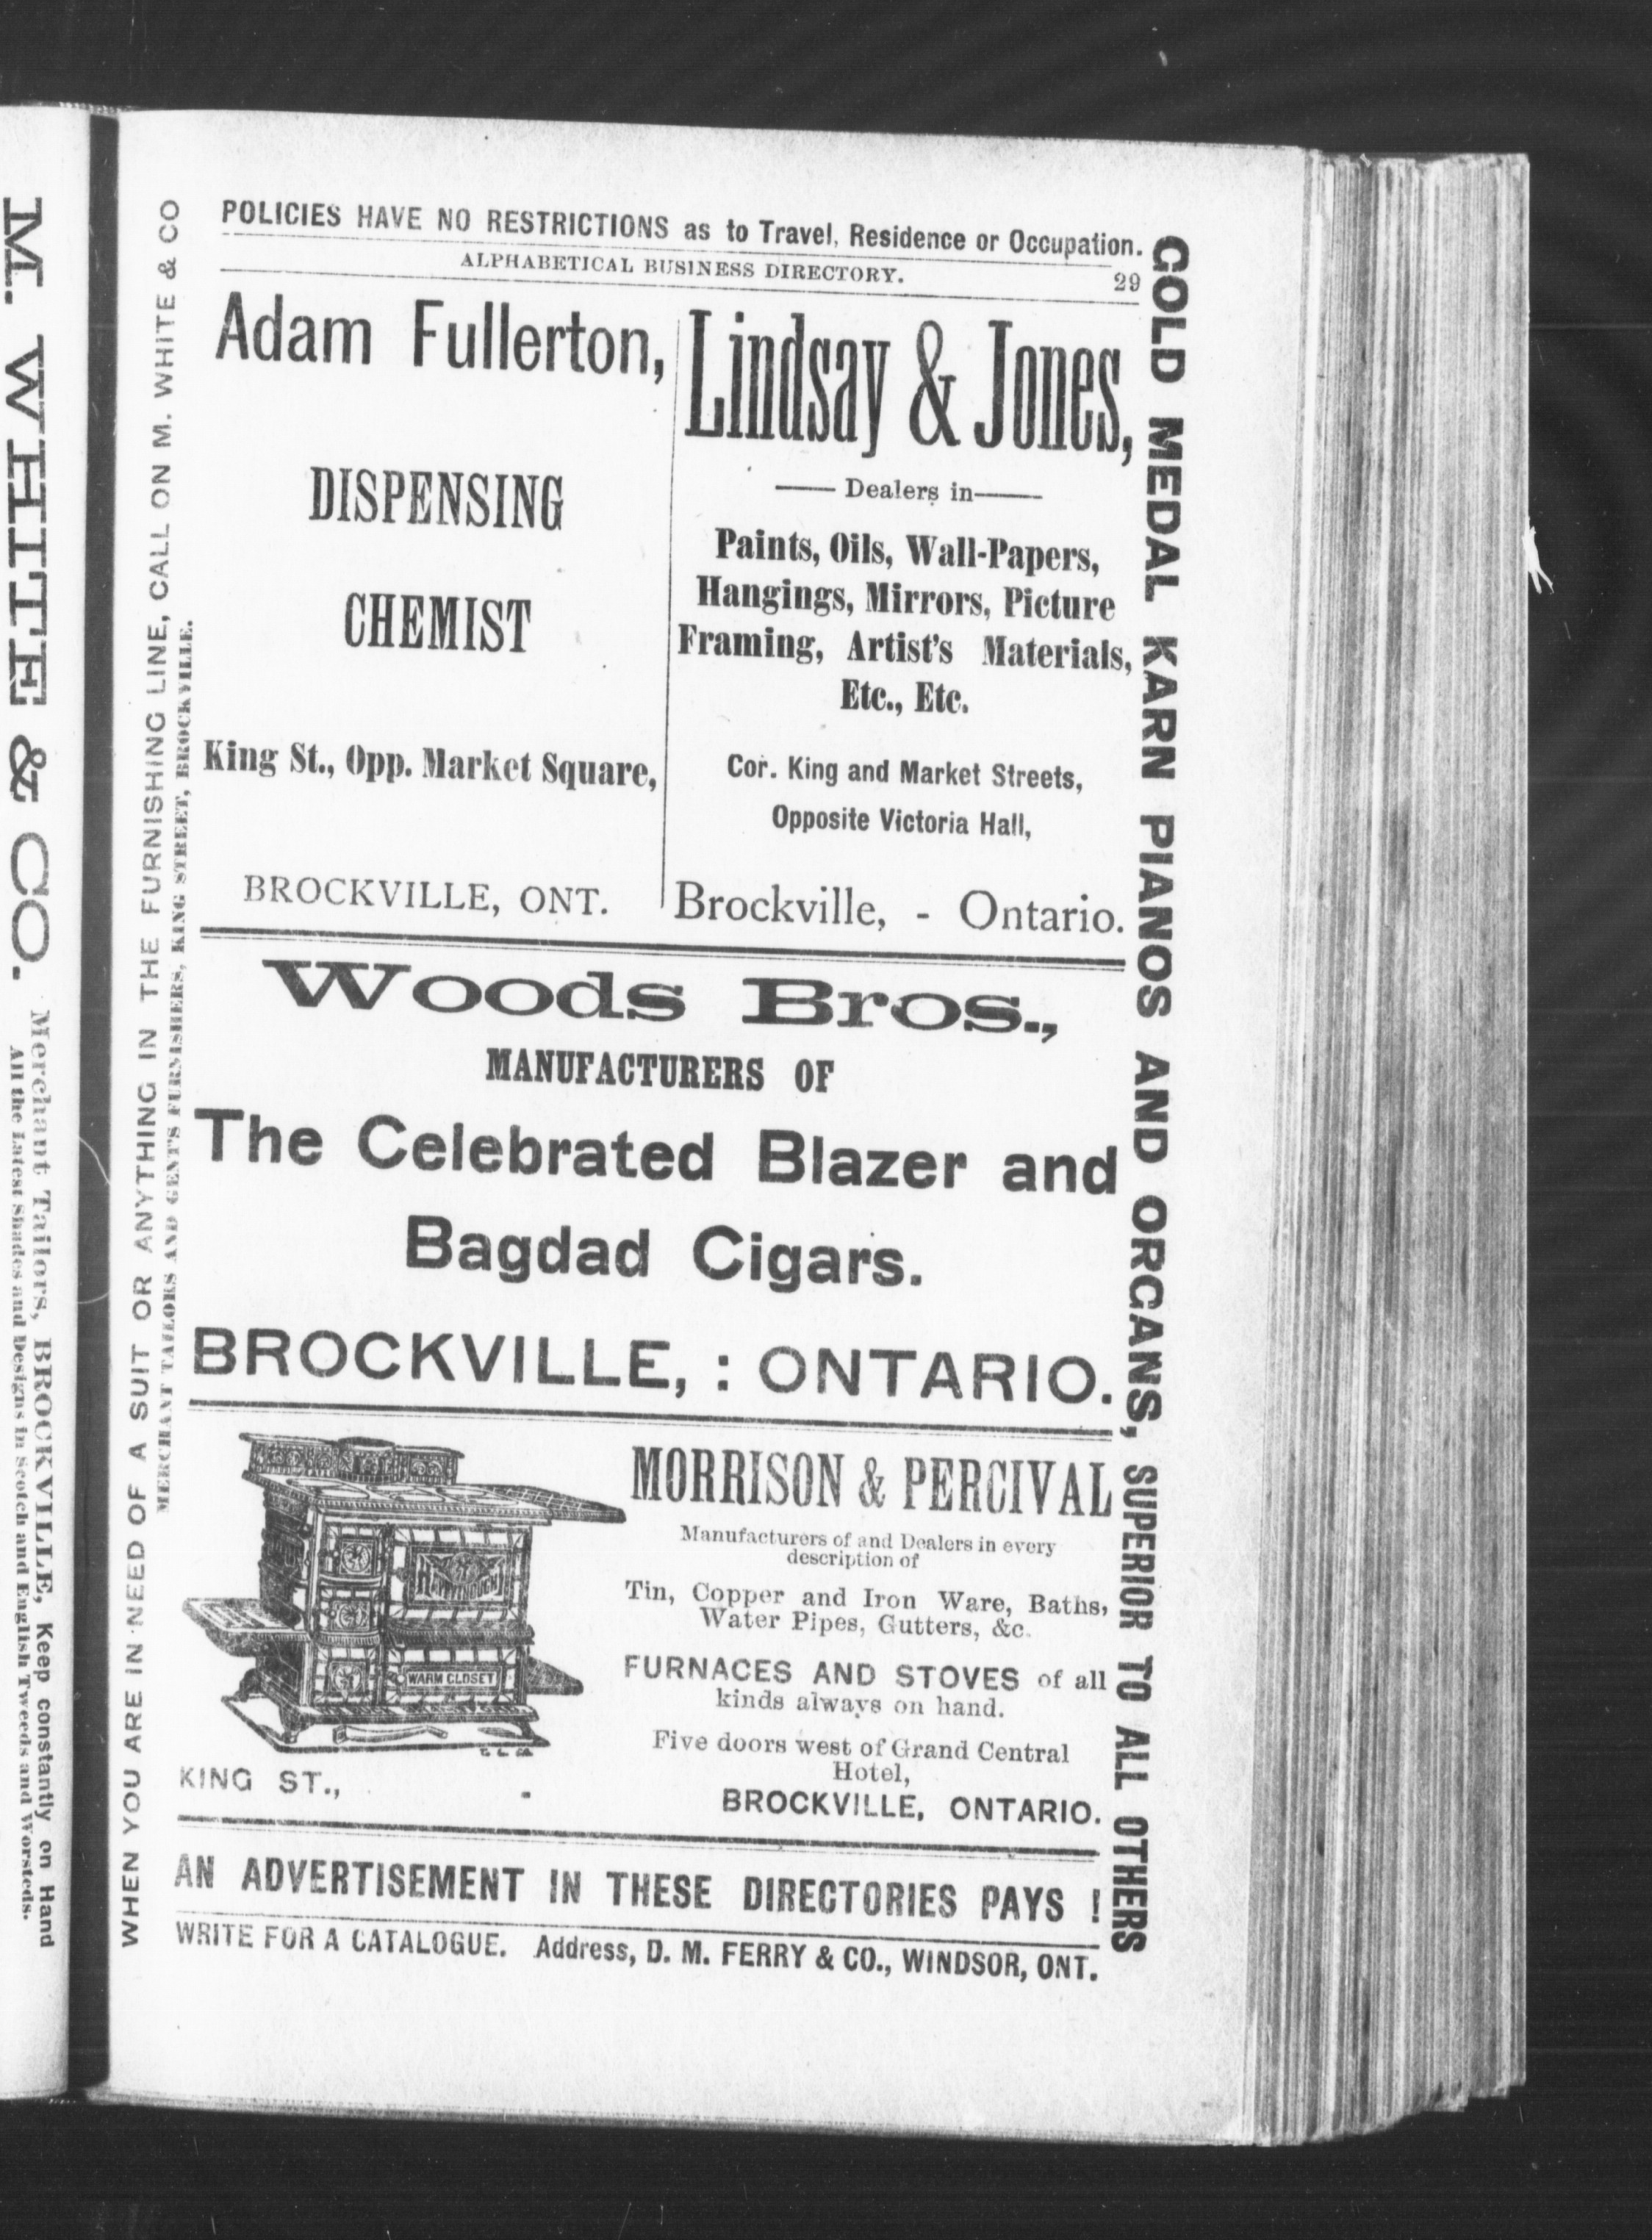 M. WHITE & CO.
Merchant Tailors, BROCKVILLE, Keep constantly on Hand
All the Latest Shades and Designs in Scotch and English Tweeds and Worsteds.
WHEN YOU ARE IN NEED OF A SUIT OR ANYTHING IN THE FURNISHING LINE, CALL ON M. WHITE & CO
MERCHANT TAILORS AND GENT'S FURNISHERS, KING STREET, BROCKVILLE.
POLICIES HAVE NO RESTRICTIONS as to Travel, Residence or Occupation.
ALPHABETICAL BUSINESS DIRECTORY. 29
Adam Fullerton,
DISPENSING
CHEMIST
King St., Opp. Market Square,
BROCKVILLE, ONT.
Lindsay & Jones,
Dealers in
Paints, Oils, Wall-Papers,
Hangings, Mirrors, Picture
Framing, Artist's Materials,
Etc., Etc.
Cor. King and Market Streets,
Opposite Victoria Hall,
Brockville, - Ontario.
Woods Bros.,
MANUFACTURERS OF
The Celebrated Blazer and
Bagdad Cigars.
BROCKVILLE, : ONTARIO.
WARM CLOSET
KING ST.,
MORRISON & PERCIVAL
Manufacturers of and Dealers in every
description of
Tin, Copper and Iron Ware, Baths,
Water Pipes, Gutters, &c.
FURNACES AND STOVES of all
kinds always on hand.
Five doors west of Grand Central
Hotel,
BROCKVILLE, ONTARIO.
AN ADVERTISEMENT IN THESE DIRECTORIES PAYS !
WRITE FOR A CATALOGUE. Address, D. M. FERRY & CO., WINDSOR, ONT.
GOLD MEDAL KARN PIANOS AND ORGANS, SUPERIOR TO ALL OTHERS